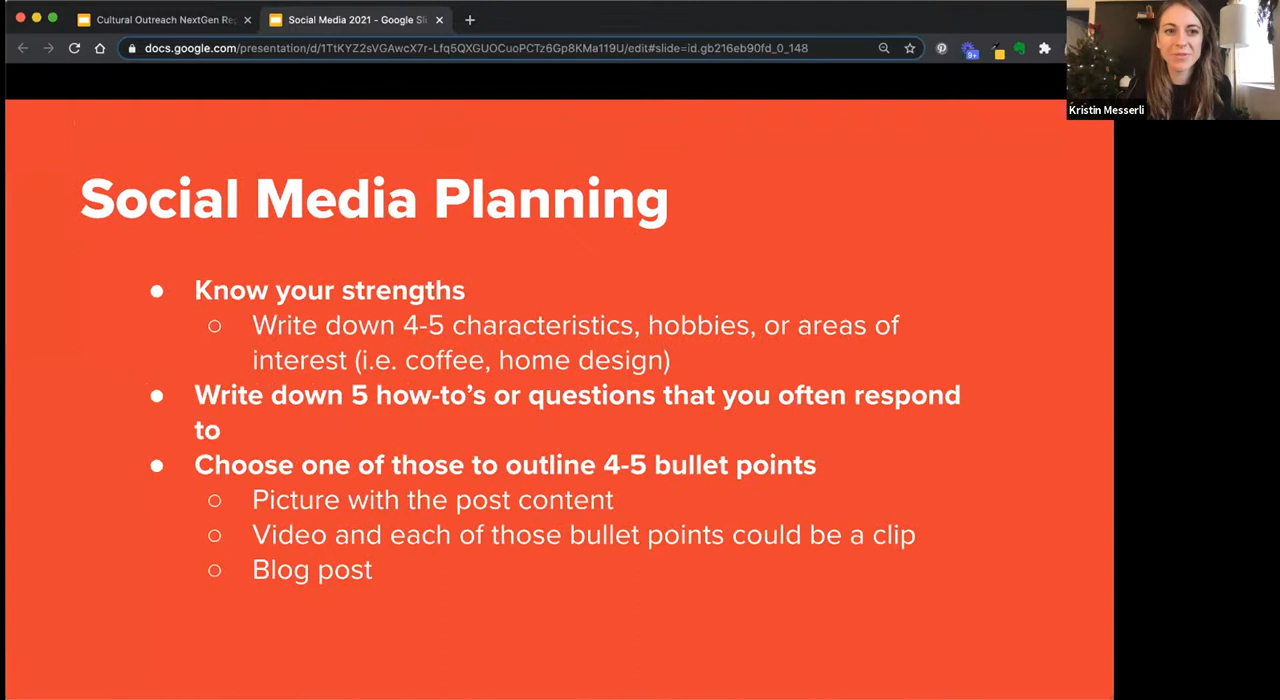 Cultural Outreach NextGen Re
Social Media 2021 - Google Sli
docs.google.com/presentation/d/1TtKYZ2sVGAwcX7r-Lfq5QXGUOCuoPCTz6Gp8KMa119U/edit#slide=id.gb216eb90fd_0_148
9+
Kristin Messerli
Social Media Planning
● Know your strengths
○ Write down 4-5 characteristics, hobbies, or areas of
interest (i.e. coffee, home design)
● Write down 5 how-to’s or questions that you often respond
to
● Choose one of those to outline 4-5 bullet points
○ Picture with the post content
○ Video and each of those bullet points could be a clip
○ Blog post